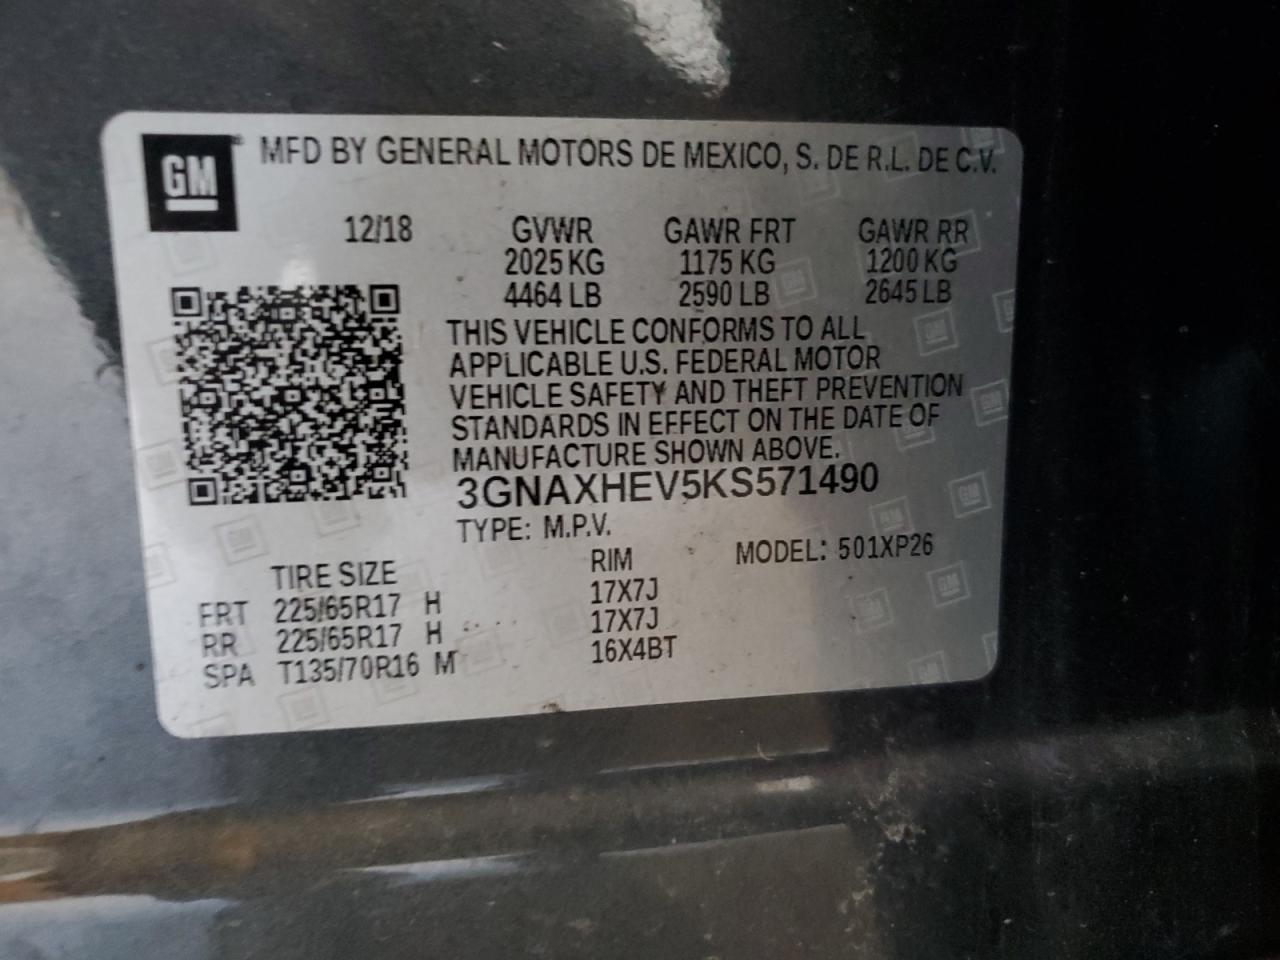 GM ® MFD BY GENERAL MOTORS DE MEXICO, S. DE R.L. DE C.V.
12/18 GVWR GAWR FRT GAWR RR
2025 KG 1175 KG 1200 KG
4464 LB 2590 LB 2645 LB
THIS VEHICLE CONFORMS TO ALL
APPLICABLE U.S. FEDERAL MOTOR
VEHICLE SAFETY AND THEFT PREVENTION
STANDARDS IN EFFECT ON THE DATE OF
MANUFACTURE SHOWN ABOVE.
3GNAXHEV5KS571490
TYPE: M.P.V. MODEL: 501XP26
TIRE SIZE RIM
FRT 225/65R17 H 17X7J
RR 225/65R17 H 17X7J
SPA T135/70R16 M 16X4BT